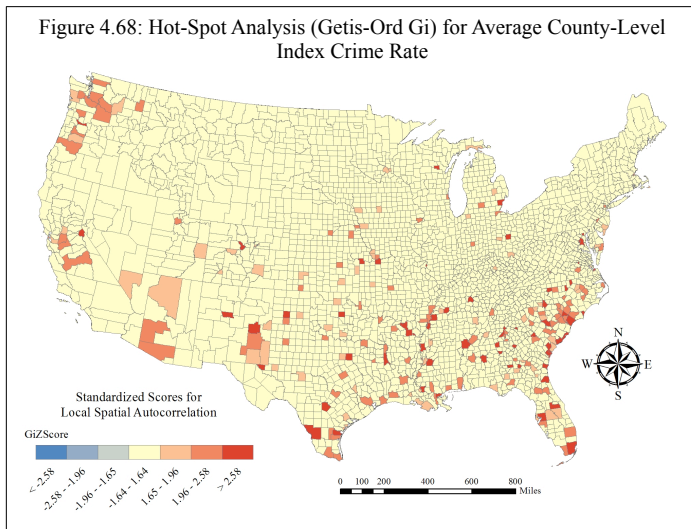 Figure 4.68: Hot-Spot Analysis (Getis-Ord Gi) for Average County-Level
Index Crime Rate
N
W E
S
Standardized Scores for
Local Spatial Autocorrelation
GiZScore
< -2.58
-2.58 - -1.96
-1.96 - -1.65
-1.64 - 1.64
1.65 - 1.96
1.96 - 2.58
> 2.58
0 100 200 400 600 800
Miles